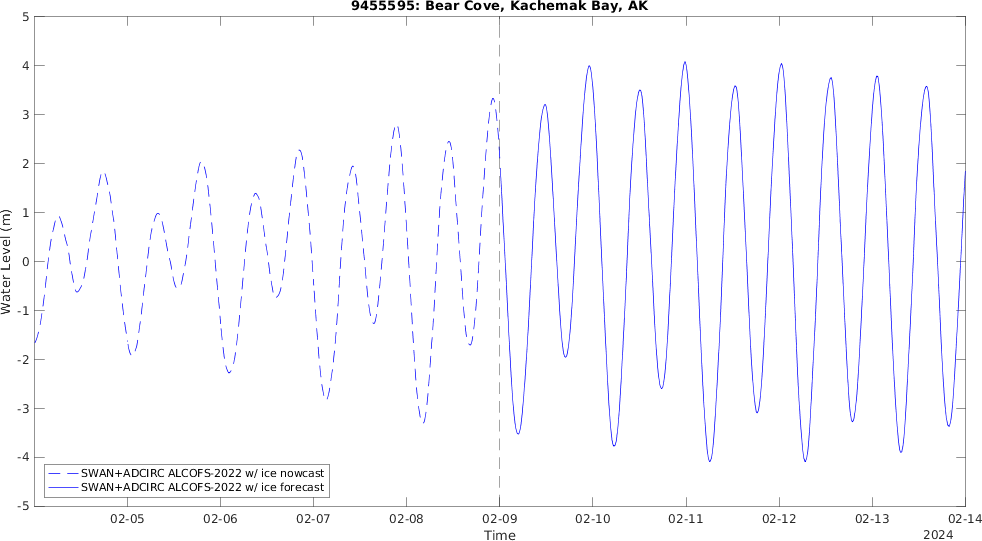 9455595: Bear Cove, Kachemak Bay, AK
5
4
3
2
1
0
-1
-2
-3
-4
-5
Water Level (m)
SWAN+ADCIRC ALCOFS-2022 w/ ice nowcast
SWAN+ADCIRC ALCOFS-2022 w/ ice forecast
02-05 02-06 02-07 02-08 02-09 02-10 02-11 02-12 02-13 02-14
Time
2024